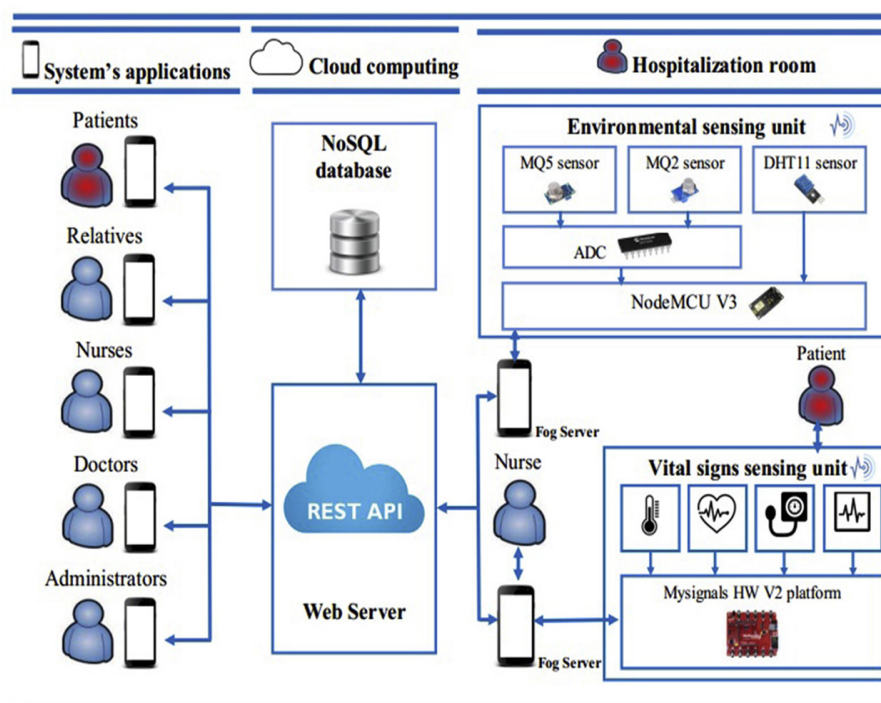 System's applications
Cloud computing
Hospitalization room
Patients
Relatives
Nurses
Doctors
Administrators
NoSQL
database
REST API
Web Server
Environmental sensing unit
MQ5 sensor
MQ2 sensor
DHT11 sensor
ADC
NodeMCU V3
Fog Server
Patient
Nurse
Vital signs sensing unit
Mysignals HW V2 platform
Fog Server